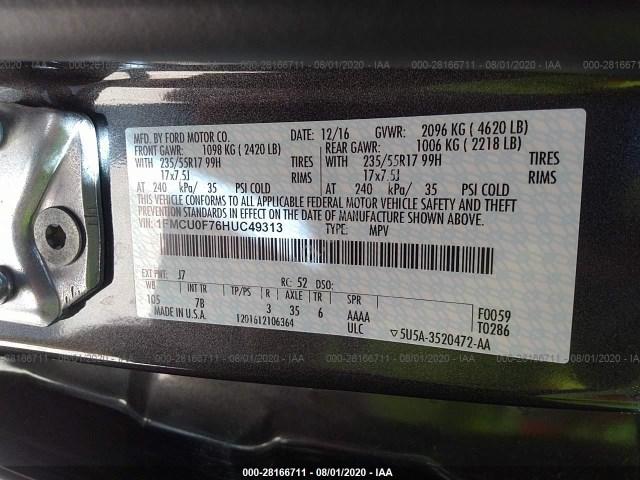 000-28166711 - 08/01/2020 - IAA
MFD. BY FORD MOTOR CO. DATE: 12/16 GVWR: 2096 KG ( 4620 LB)
FRONT GAWR: 1098 KG ( 2420 LB) REAR GAWR: 1006 KG ( 2218 LB)
WITH 235/55R17 99H TIRES WITH 235/55R17 99H TIRES
17x7.5J RIMS 17x7.5J RIMS
AT 240 kPa/ 35 PSI COLD AT 240 kPa/ 35 PSI COLD
THIS VEHICLE CONFORMS TO ALL APPLICABLE FEDERAL MOTOR VEHICLE SAFETY AND THEFT
PREVENTION STANDARDS IN EFFECT ON THE DATE OF MANUFACTURE SHOWN ABOVE.
VIN: 1FMCU0F76HUC49313 TYPE: MPV
EXT PNT: J7 RC: 52 DSO:
WB INT TR TP/PS R AXLE TR SPR
105 7B 3 35 6 AAAA F0059
MADE IN U.S.A. 1201612106364 ULC T0286
▽5U5A-3520472-AA
000-28166711 - 08/01/2020 - IAA